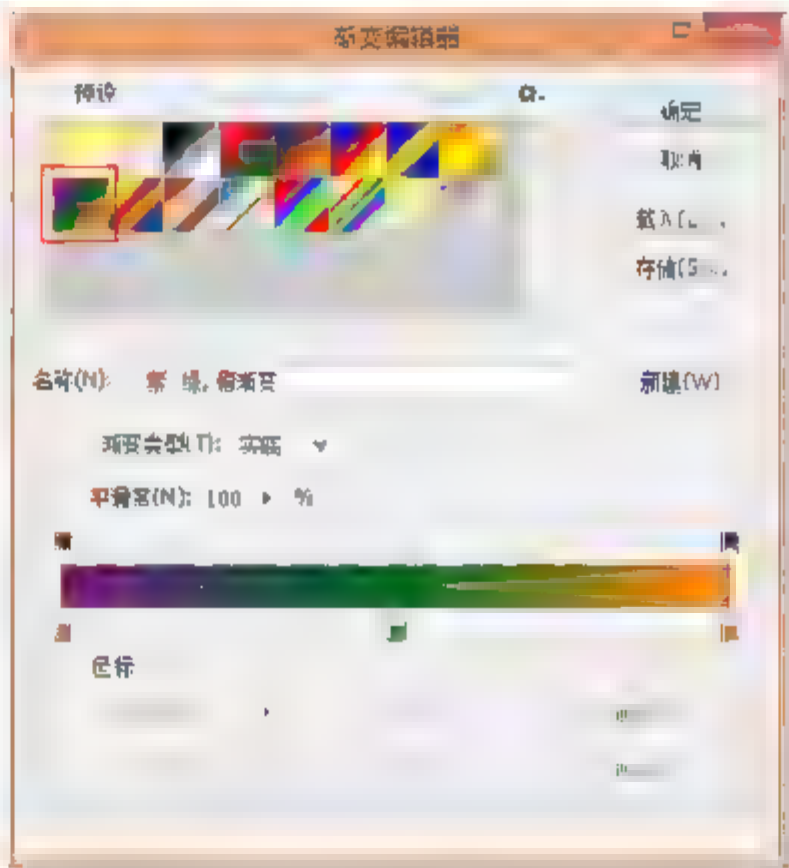 渐变编辑器
预设
确定
取消
载入(L...
存储(S...
名称(N): 紫, 绿, 橙渐变
新建(W)
渐变类型(T): 实底
平滑度(M): 100 %
色标